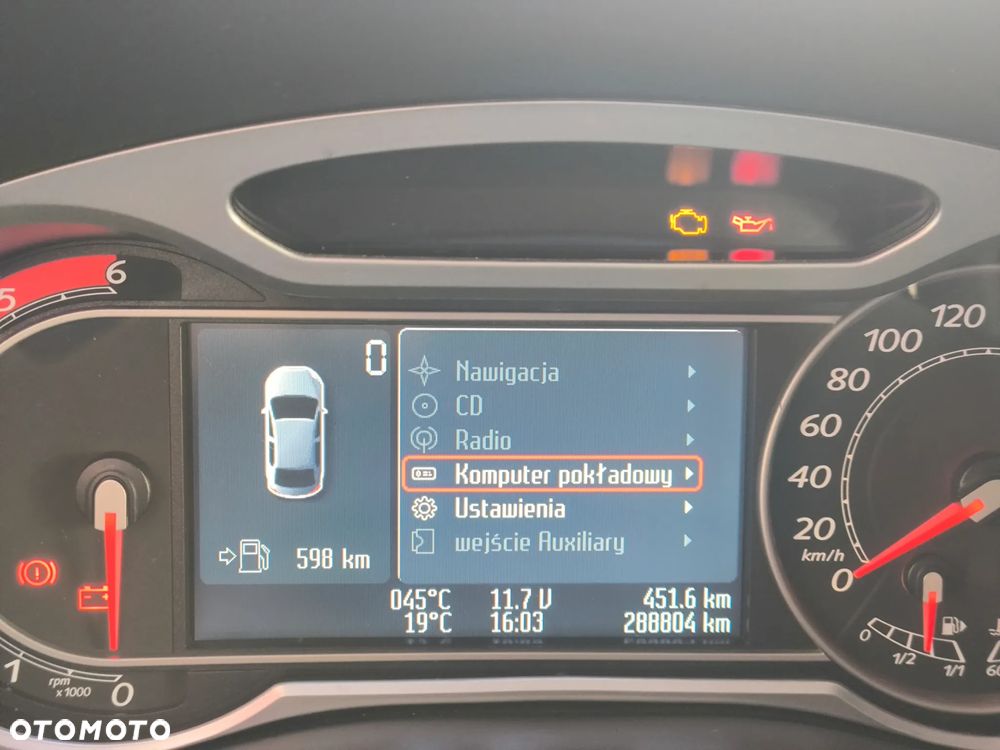 120
100
80
60
40
20
km/h
0
6
5
0
Nawigacja
CD
Radio
Komputer pokładowy
Ustawienia
wejście Auxiliary
598 km
045°C 11.7 V 451.6 km
19°C 16:03 288804 km
0
1/2
1/1
60
1
rpm
x1000
0
OTOMOTO